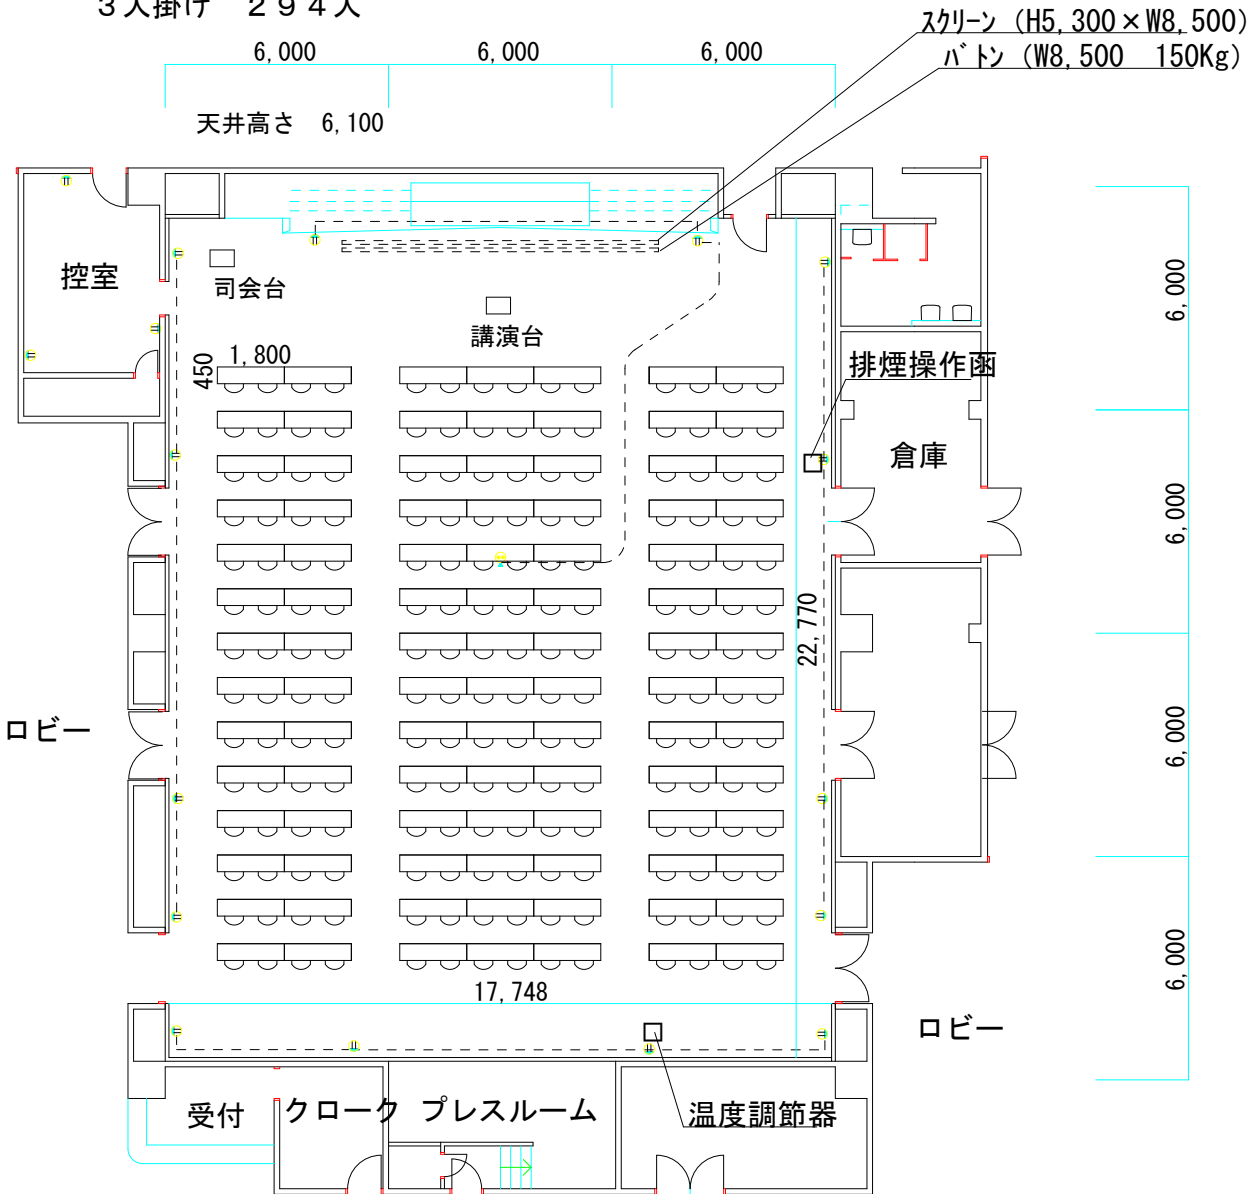 3人掛け 294人
スクリーン (H5,300×W8,500)
バトン (W8,500 150Kg)
6,000
6,000
6,000
天井高さ 6,100
控室
司会台
講演台
450
1,800
排煙操作函
倉庫
6,000
6,000
6,000
6,000
22,770
ロビー
17,748
ロビー
受付
クローク
プレスルーム
温度調節器